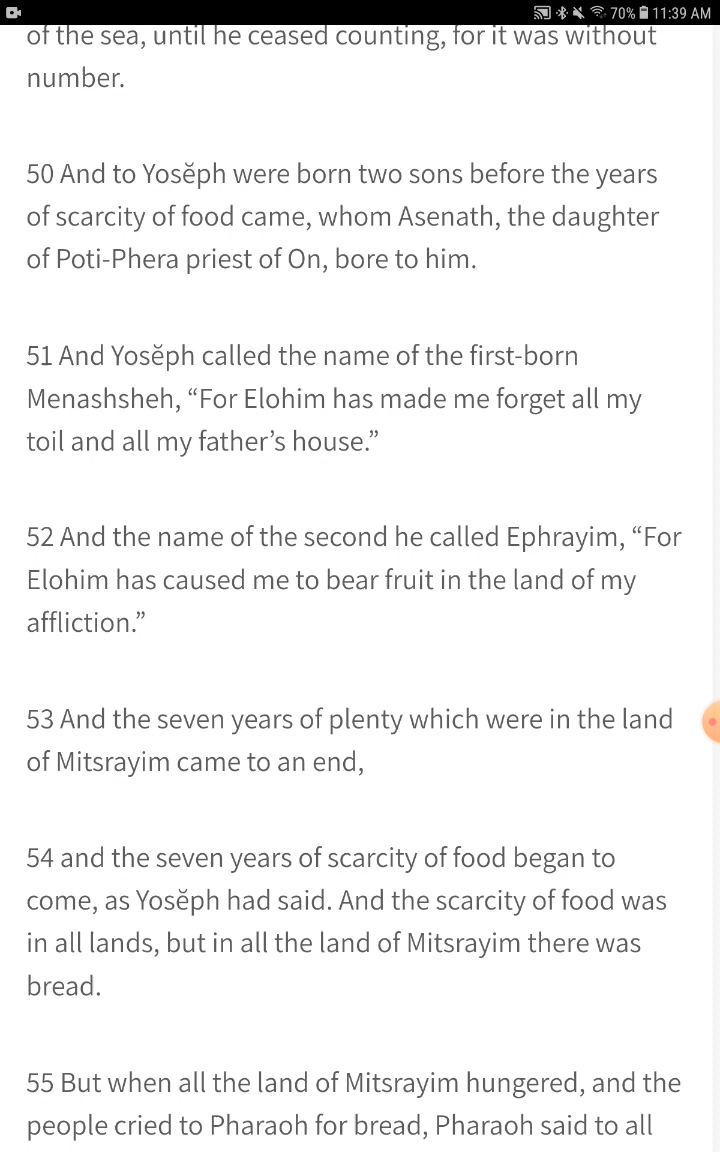 70% 11:39 AM
of the sea, until he ceased counting, for it was without
number.
50 And to Yosĕph were born two sons before the years
of scarcity of food came, whom Asenath, the daughter
of Poti-Phera priest of On, bore to him.
51 And Yosĕph called the name of the first-born
Menashsheh, “For Elohim has made me forget all my
toil and all my father’s house.”
52 And the name of the second he called Ephrayim, “For
Elohim has caused me to bear fruit in the land of my
affliction.”
53 And the seven years of plenty which were in the land
of Mitsrayim came to an end,
54 and the seven years of scarcity of food began to
come, as Yosĕph had said. And the scarcity of food was
in all lands, but in all the land of Mitsrayim there was
bread.
55 But when all the land of Mitsrayim hungered, and the
people cried to Pharaoh for bread, Pharaoh said to all